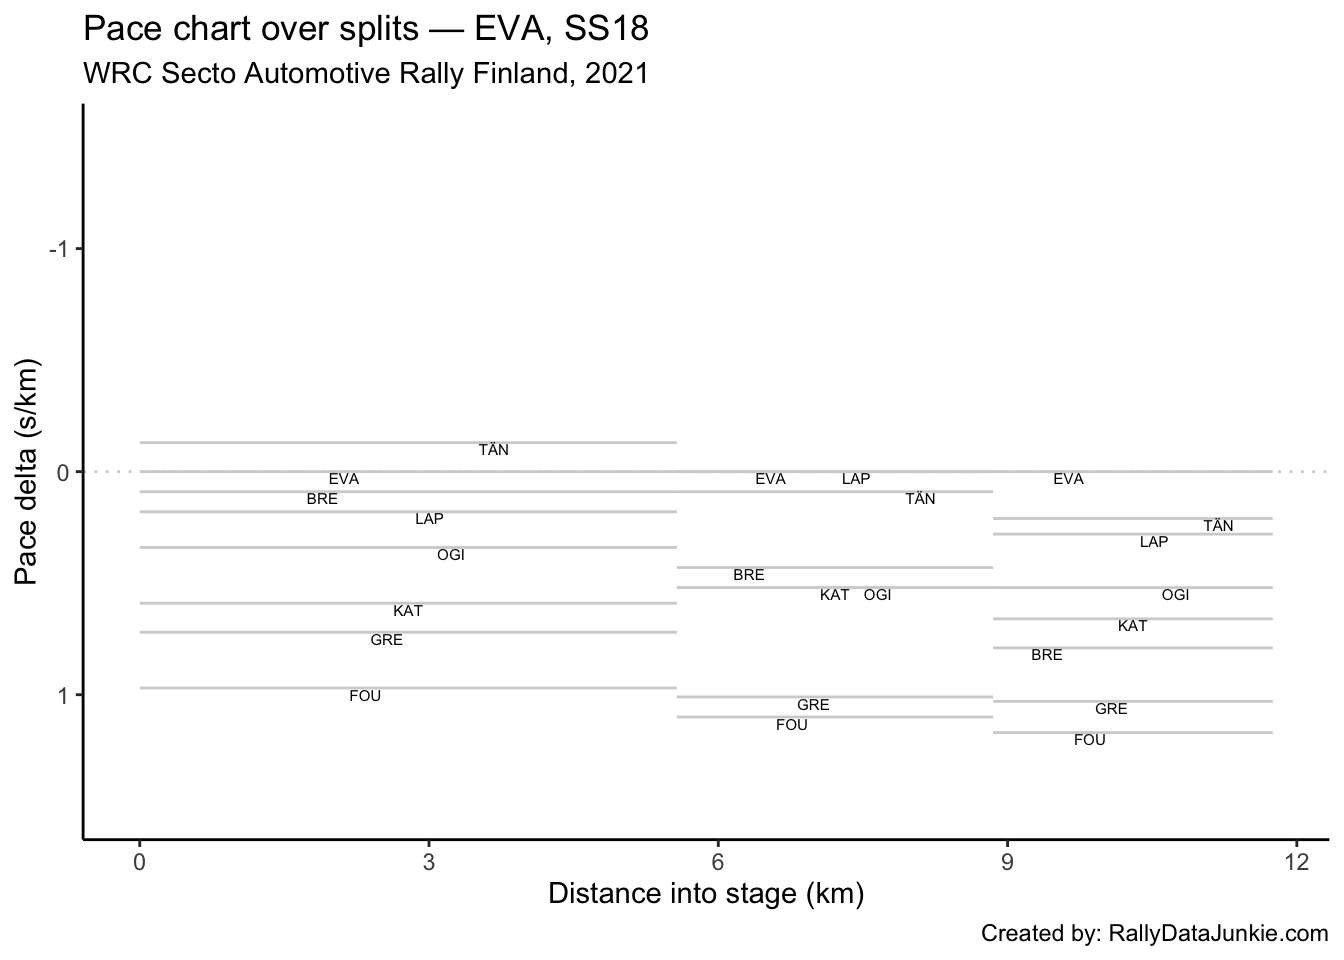 Pace chart over splits — EVA, SS18
WRC Secto Automotive Rally Finland, 2021
Pace delta (s/km)
-1
0
1
TÄN
EVA
BRE
LAP
OGI
KAT
GRE
FOU
EVA LAP
TÄN
BRE
KAT OGI
GRE
FOU
EVA
TÄN
LAP
OGI
KAT
BRE
GRE
FOU
0 3 6 9 12
Distance into stage (km)
Created by: RallyDataJunkie.com